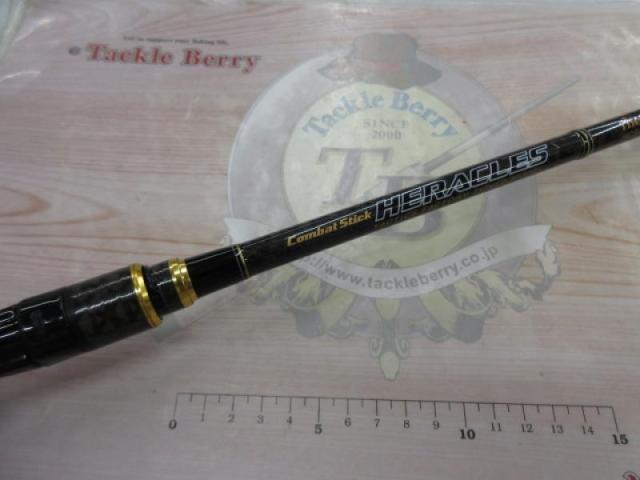 Tackle Berry
Tackle Berry
SINCE
2000
TB
Combat Stick HERACLES
http://www.tackleberry.co.jp
0 1 2 3 4 5 6 7 8 9 10 11 12 13 14 15